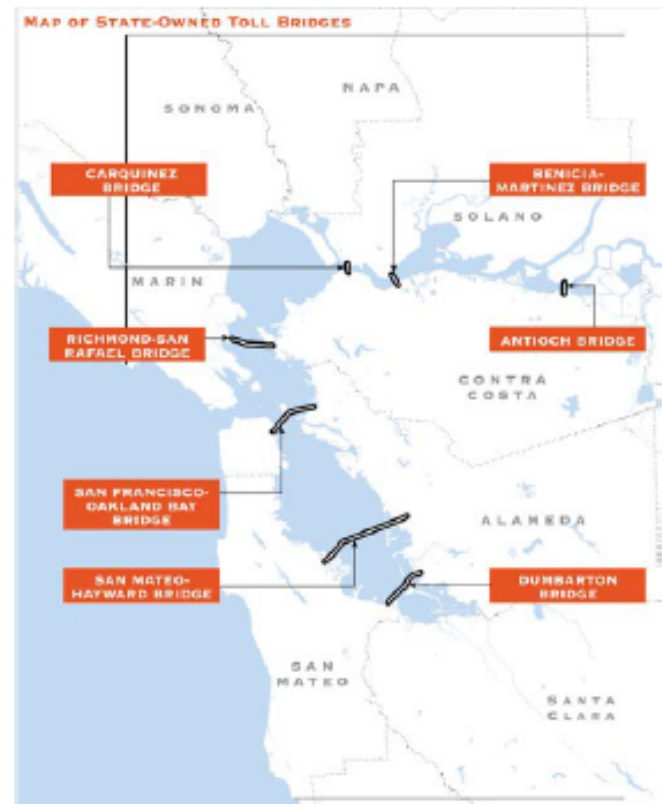 MAP OF STATE-OWNED TOLL BRIDGES
NAPA
SONOMA
CARQUINEZ
BRIDGE
BENICIA-
MARTINEZ BRIDGE
SOLANO
MARIN
RICHMOND-SAN
RAFAEL BRIDGE
ANTIOCH BRIDGE
CONTRA
COSTA
SAN FRANCISCO-
OAKLAND BAY
BRIDGE
ALAMEDA
SAN MATEO-
HAYWARD BRIDGE
DUMBARTON
BRIDGE
SAN
MATEO
SANTA
CLARA